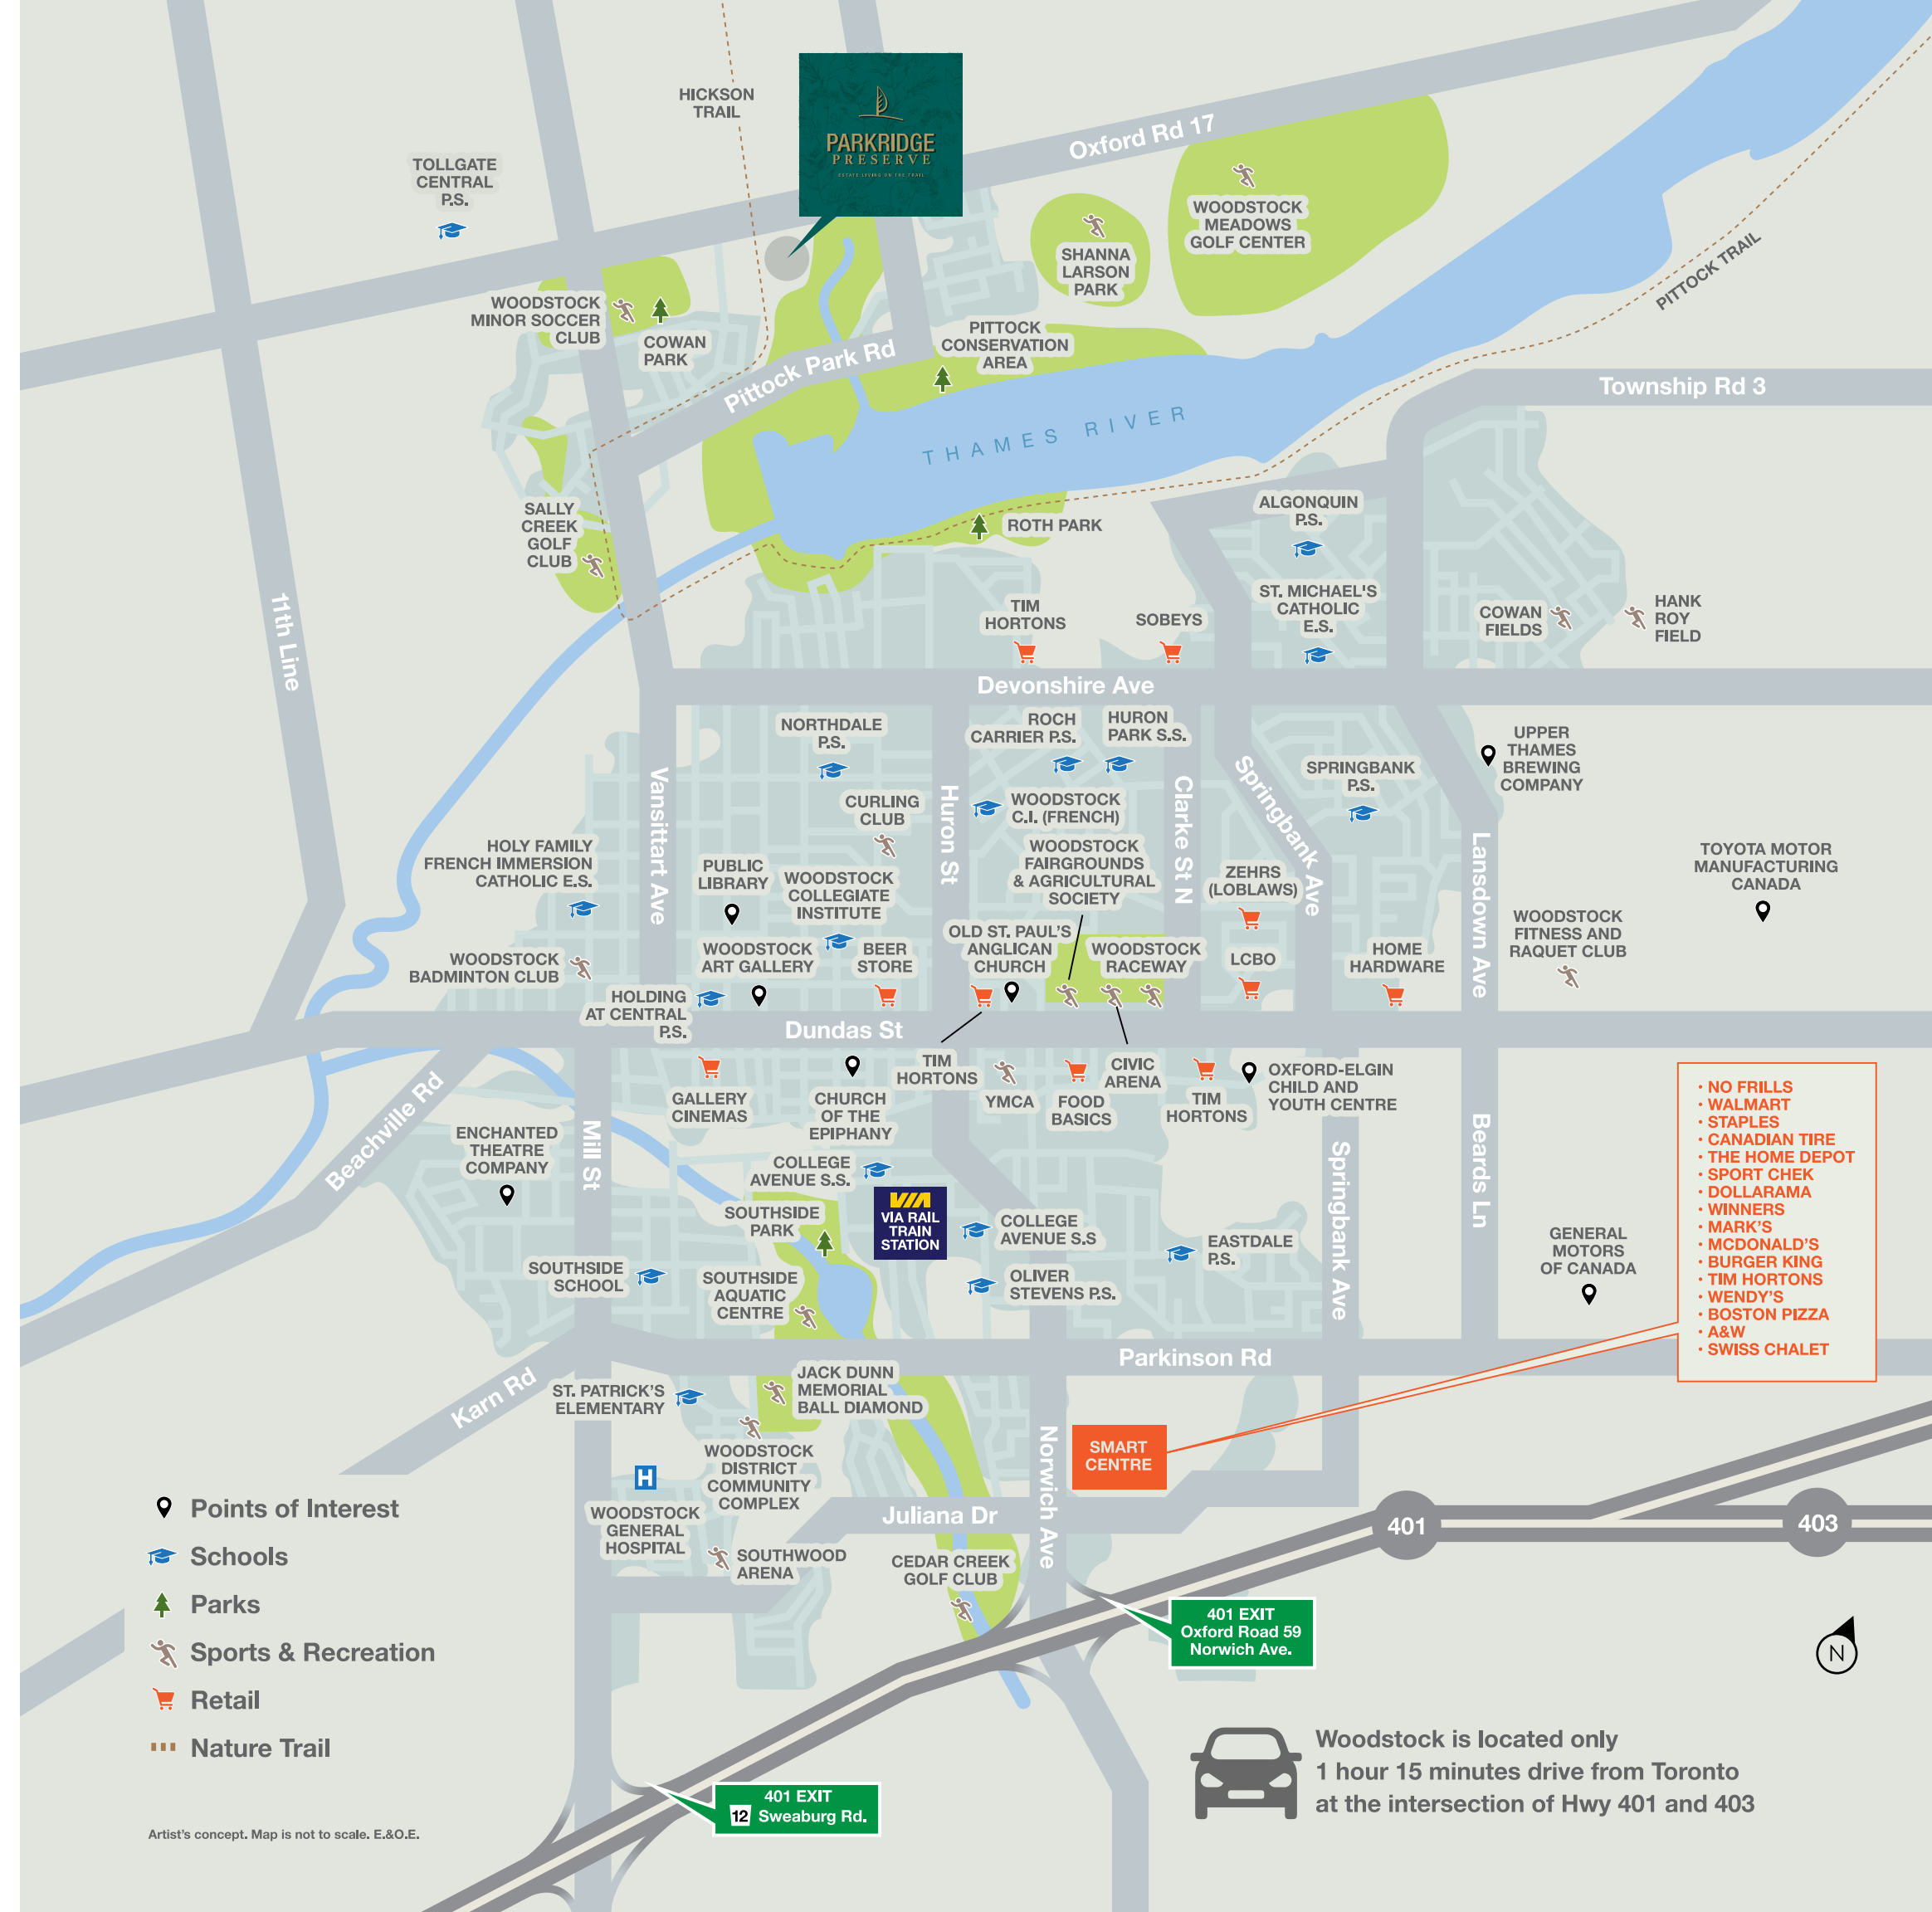 HICKSON
TRAIL
PARKRIDGE
PRESERVE
ESTATE LIVING ON THE TRAIL
Oxford Rd 17
TOLLGATE
CENTRAL
P.S.
WOODSTOCK
MEADOWS
GOLF CENTER
SHANNA
LARSON
PARK
PITTOCK TRAIL
WOODSTOCK
MINOR SOCCER
CLUB
COWAN
PARK
PITTOCK
CONSERVATION
AREA
Pittock Park Rd
Township Rd 3
THAMES RIVER
SALLY
CREEK
GOLF
CLUB
ROTH PARK
ALGONQUIN
P.S.
11th Line
TIM
HORTONS
SOBEYS
ST. MICHAEL'S
CATHOLIC
E.S.
COWAN
FIELDS
HANK
ROY
FIELD
Devonshire Ave
NORTHDALE
P.S.
ROCH
CARRIER P.S.
HURON
PARK S.S.
UPPER
THAMES
BREWING
COMPANY
Vansittart Ave
Huron St
Clarke St N
Springbank Ave
SPRINGBANK
P.S.
CURLING
CLUB
WOODSTOCK
C.I. (FRENCH)
Lansdown Ave
HOLY FAMILY
FRENCH IMMERSION
CATHOLIC E.S.
PUBLIC
LIBRARY
WOODSTOCK
COLLEGIATE
INSTITUTE
WOODSTOCK
FAIRGROUNDS
& AGRICULTURAL
SOCIETY
ZEHRS
(LOBLAWS)
TOYOTA MOTOR
MANUFACTURING
CANADA
WOODSTOCK
BADMINTON CLUB
WOODSTOCK
ART GALLERY
BEER
STORE
OLD ST. PAUL'S
ANGLICAN
CHURCH
WOODSTOCK
RACEWAY
LCBO
HOME
HARDWARE
WOODSTOCK
FITNESS AND
RAQUET CLUB
HOLDING
AT CENTRAL
P.S.
Dundas St
GALLERY
CINEMAS
CHURCH
OF THE
EPIPHANY
TIM
HORTONS
YMCA
FOOD
BASICS
CIVIC
ARENA
TIM
HORTONS
OXFORD-ELGIN
CHILD AND
YOUTH CENTRE
Beachville Rd
Mill St
Springbank Ave
Beards Ln
ENCHANTED
THEATRE
COMPANY
COLLEGE
AVENUE S.S.
SOUTHSIDE
PARK
VIA
VIA RAIL
TRAIN
STATION
COLLEGE
AVENUE S.S
EASTDALE
P.S.
GENERAL
MOTORS
OF CANADA
SOUTHSIDE
SCHOOL
SOUTHSIDE
AQUATIC
CENTRE
OLIVER
STEVENS P.S.
· NO FRILLS
· WALMART
· STAPLES
· CANADIAN TIRE
· THE HOME DEPOT
· SPORT CHEK
· DOLLARAMA
· WINNERS
· MARK'S
· MCDONALD'S
· BURGER KING
· TIM HORTONS
· WENDY'S
· BOSTON PIZZA
· A&W
· SWISS CHALET
Parkinson Rd
Karn Rd
ST. PATRICK'S
ELEMENTARY
JACK DUNN
MEMORIAL
BALL DIAMOND
WOODSTOCK
DISTRICT
COMMUNITY
COMPLEX
Norwich Ave
SMART
CENTRE
H
WOODSTOCK
GENERAL
HOSPITAL
Juliana Dr
SOUTHWOOD
ARENA
CEDAR CREEK
GOLF CLUB
401
403
401 EXIT
Oxford Road 59
Norwich Ave.
N
Points of Interest
Schools
Parks
Sports & Recreation
Retail
Nature Trail
401 EXIT
12 Sweaburg Rd.
Woodstock is located only
1 hour 15 minutes drive from Toronto
at the intersection of Hwy 401 and 403
Artist's concept. Map is not to scale. E.&O.E.